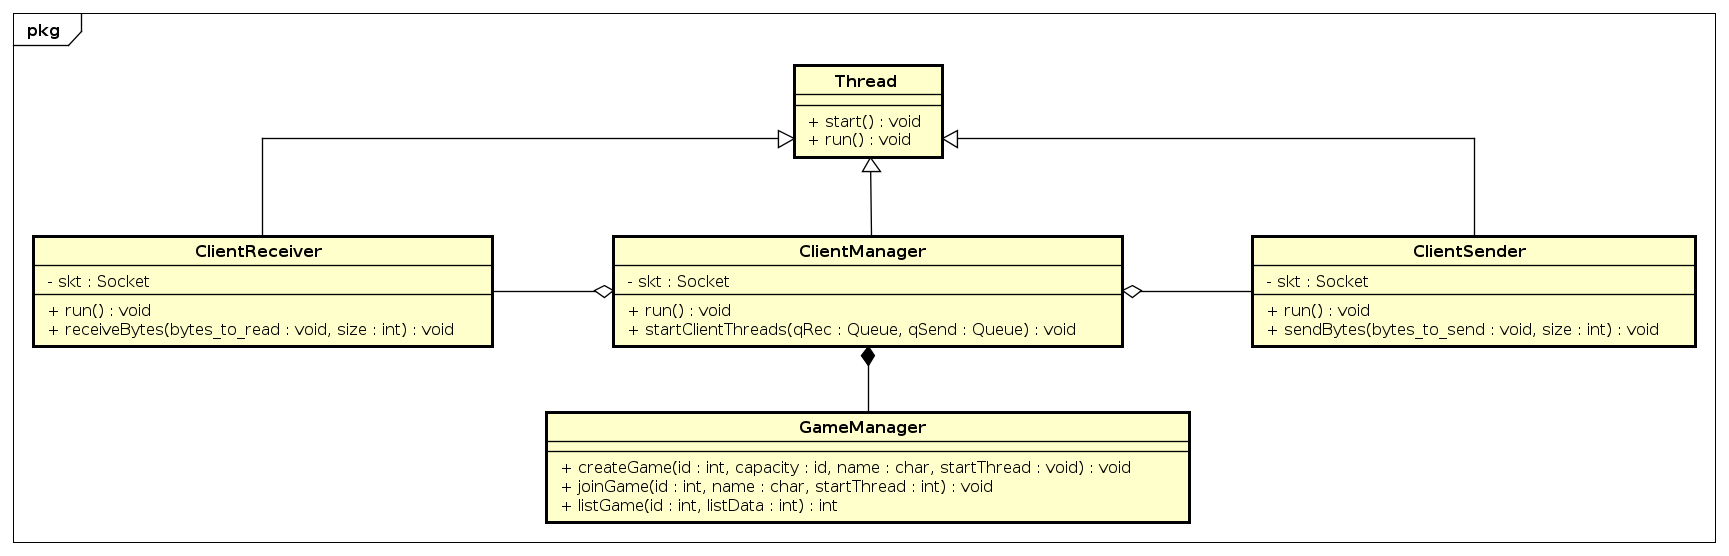 pkg
Thread
+ start() : void
+ run() : void
ClientReceiver
- skt : Socket
+ run() : void
+ receiveBytes(bytes_to_read : void, size : int) : void
ClientManager
- skt : Socket
+ run() : void
+ startClientThreads(qRec : Queue, qSend : Queue) : void
ClientSender
- skt : Socket
+ run() : void
+ sendBytes(bytes_to_send : void, size : int) : void
GameManager
+ createGame(id : int, capacity : id, name : char, startThread : void) : void
+ joinGame(id : int, name : char, startThread : int) : void
+ listGame(id : int, listData : int) : int